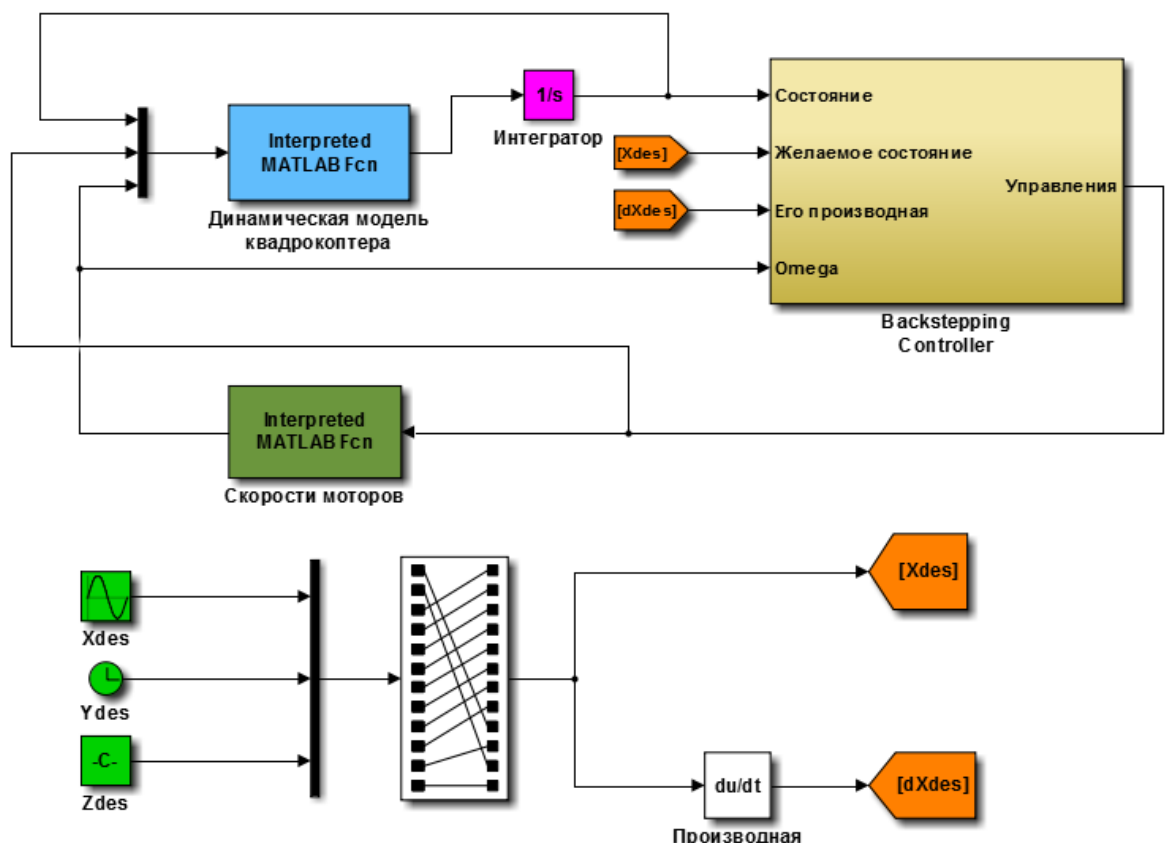 Interpreted
MATLAB Fcn
Динамическая модель
квадрокоптера
1/s
Интегратор
[Xdes]
[dXdes]
Состояние
Желаемое состояние
Его производная
Omega
Управления
Backstepping
Controller
Interpreted
MATLAB Fcn
Скорости моторов
Xdes
Ydes
-C-
Zdes
[Xdes]
du/dt
Производная
[dXdes]